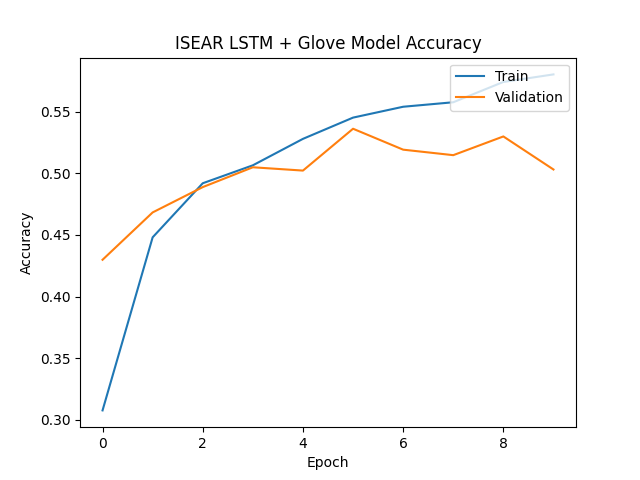 ISEAR LSTM + Glove Model Accuracy
Train
Validation
0.55
0.50
0.45
0.40
0.35
0.30
Accuracy
0 2 4 6 8
Epoch